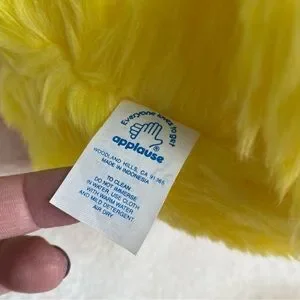 Everyone loves to get
applause
WOODLAND HILLS, CA 91365
MADE IN INDONESIA
TO CLEAN
DO NOT IMMERSE
IN WATER. USE CLOTH
WITH WARM WATER
AND MILD DETERGENT.
AIR DRY